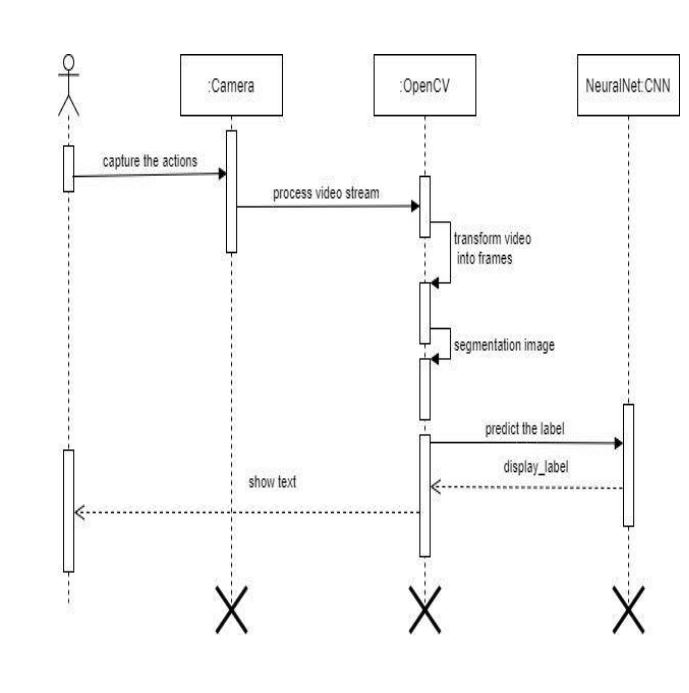 :Camera
:OpenCV
NeuralNet:CNN
capture the actions
process video stream
transform video
into frames
segmentation image
predict the label
display_label
show text